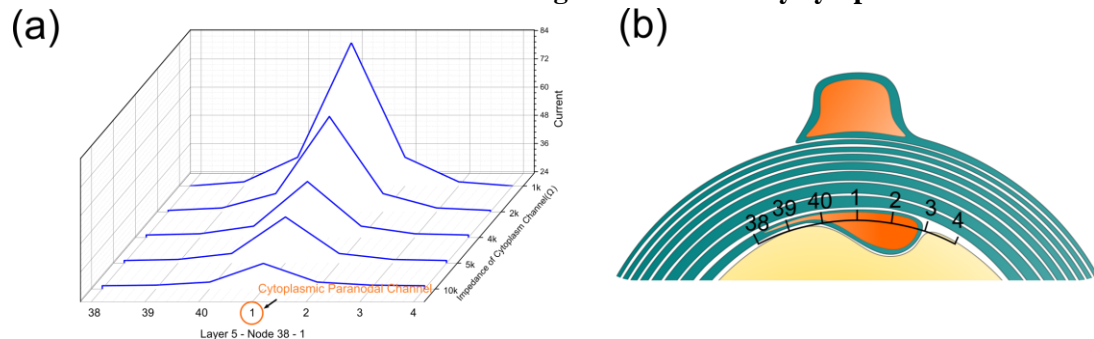 (a)
84
72
60
48
36
24
Current
1k
2k
4k
5k
10k
Impedance of Cytoplasm Channel(Ω)
Cytoplasmic Paranodal Channel
38 39 40 1 2 3 4
Layer 5 - Node 38 - 1
(b)
38 39 40 1 2 3 4